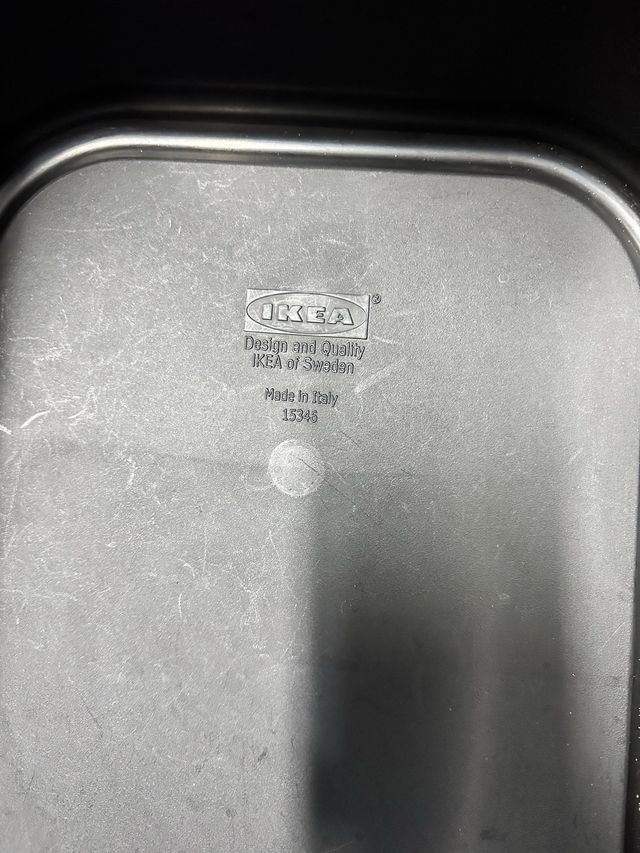 IKEA®
Design and Quality
IKEA of Sweden
Made in Italy
15346